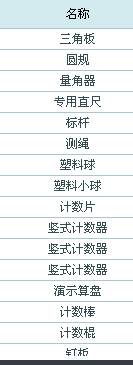 名称
三角板
圆规
量角器
专用直尺
标杆
测绳
塑料球
塑料小球
计数片
竖式计数器
竖式计数器
竖式计数器
演示算盘
计数棒
计数棍
钉板